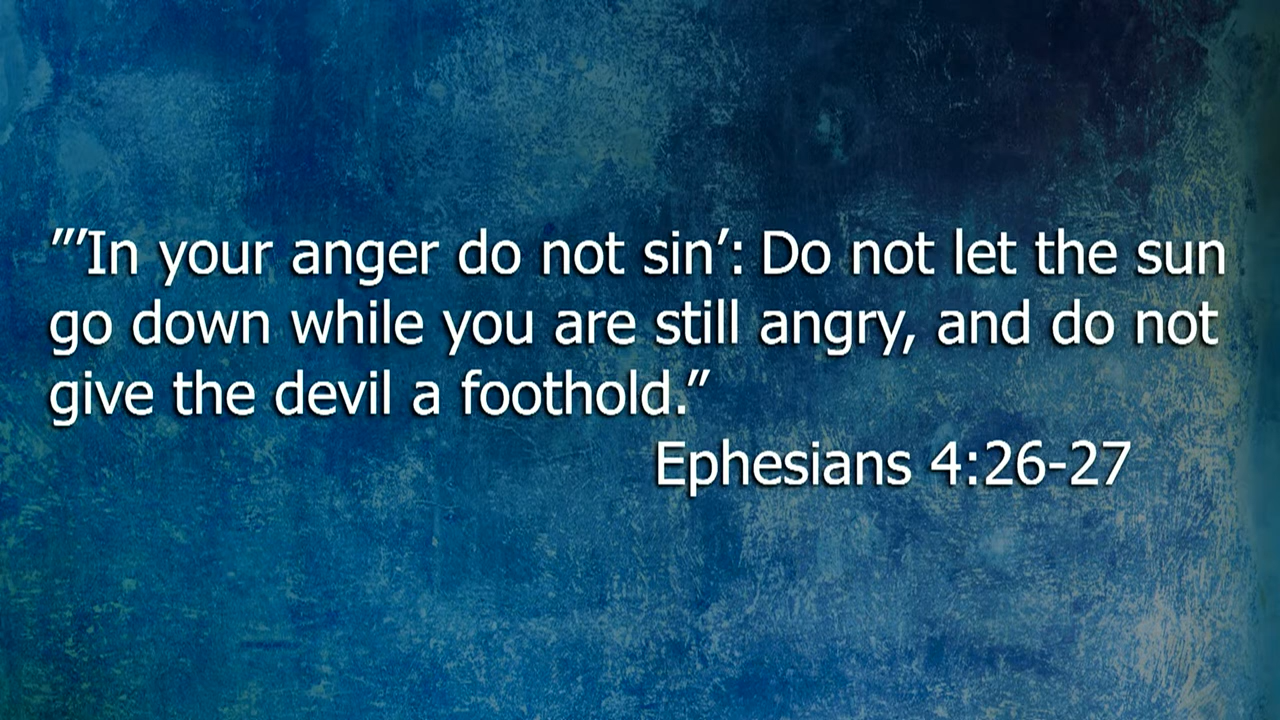 ”’In your anger do not sin’: Do not let the sun
go down while you are still angry, and do not
give the devil a foothold.”
Ephesians 4:26-27